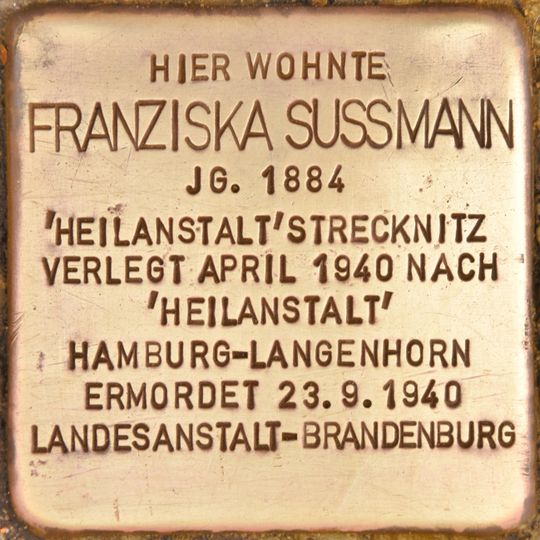 HIER WOHNTE
FRANZISKA SUSSMANN
JG. 1884
'HEILANSTALT' STRECKNITZ
VERLEGT APRIL 1940 NACH
'HEILANSTALT'
HAMBURG-LANGENHORN
ERMORDET 23.9.1940
LANDESANSTALT-BRANDENBURG